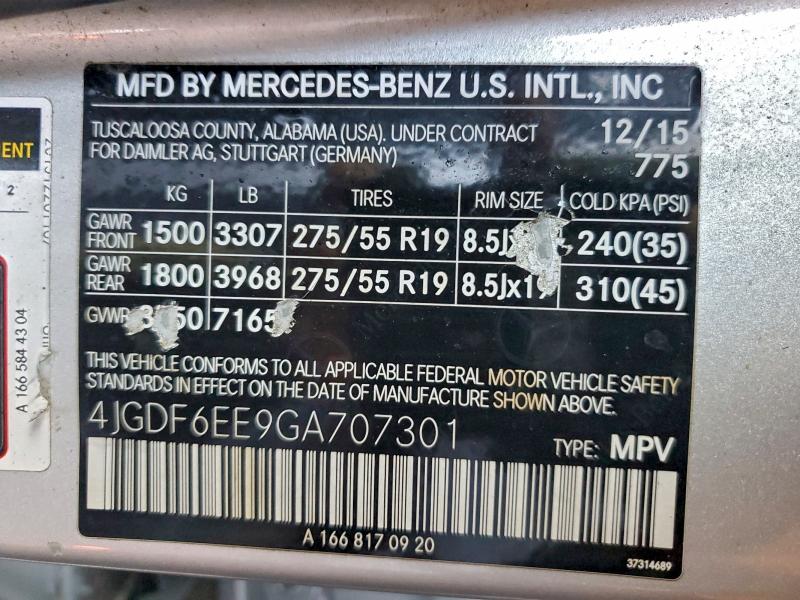 MFD BY MERCEDES-BENZ U.S. INTL., INC
TUSCALOOSA COUNTY, ALABAMA (USA). UNDER CONTRACT 12/15
FOR DAIMLER AG, STUTTGART (GERMANY) 775
KG LB TIRES RIM SIZE COLD KPA (PSI)
GAWR FRONT 1500 3307 275/55 R19 240(35)
GAWR REAR 1800 3968 275/55 R19 310(45)
GVWR 7165
THIS VEHICLE CONFORMS TO ALL APPLICABLE FEDERAL MOTOR VEHICLE SAFETY
STANDARDS IN EFFECT ON THE DATE OF MANUFACTURE SHOWN ABOVE.
4JGDF6EE9GA707301
TYPE: MPV
A 166 817 09 20
37314689
ENT
2
A 166 584 43 04